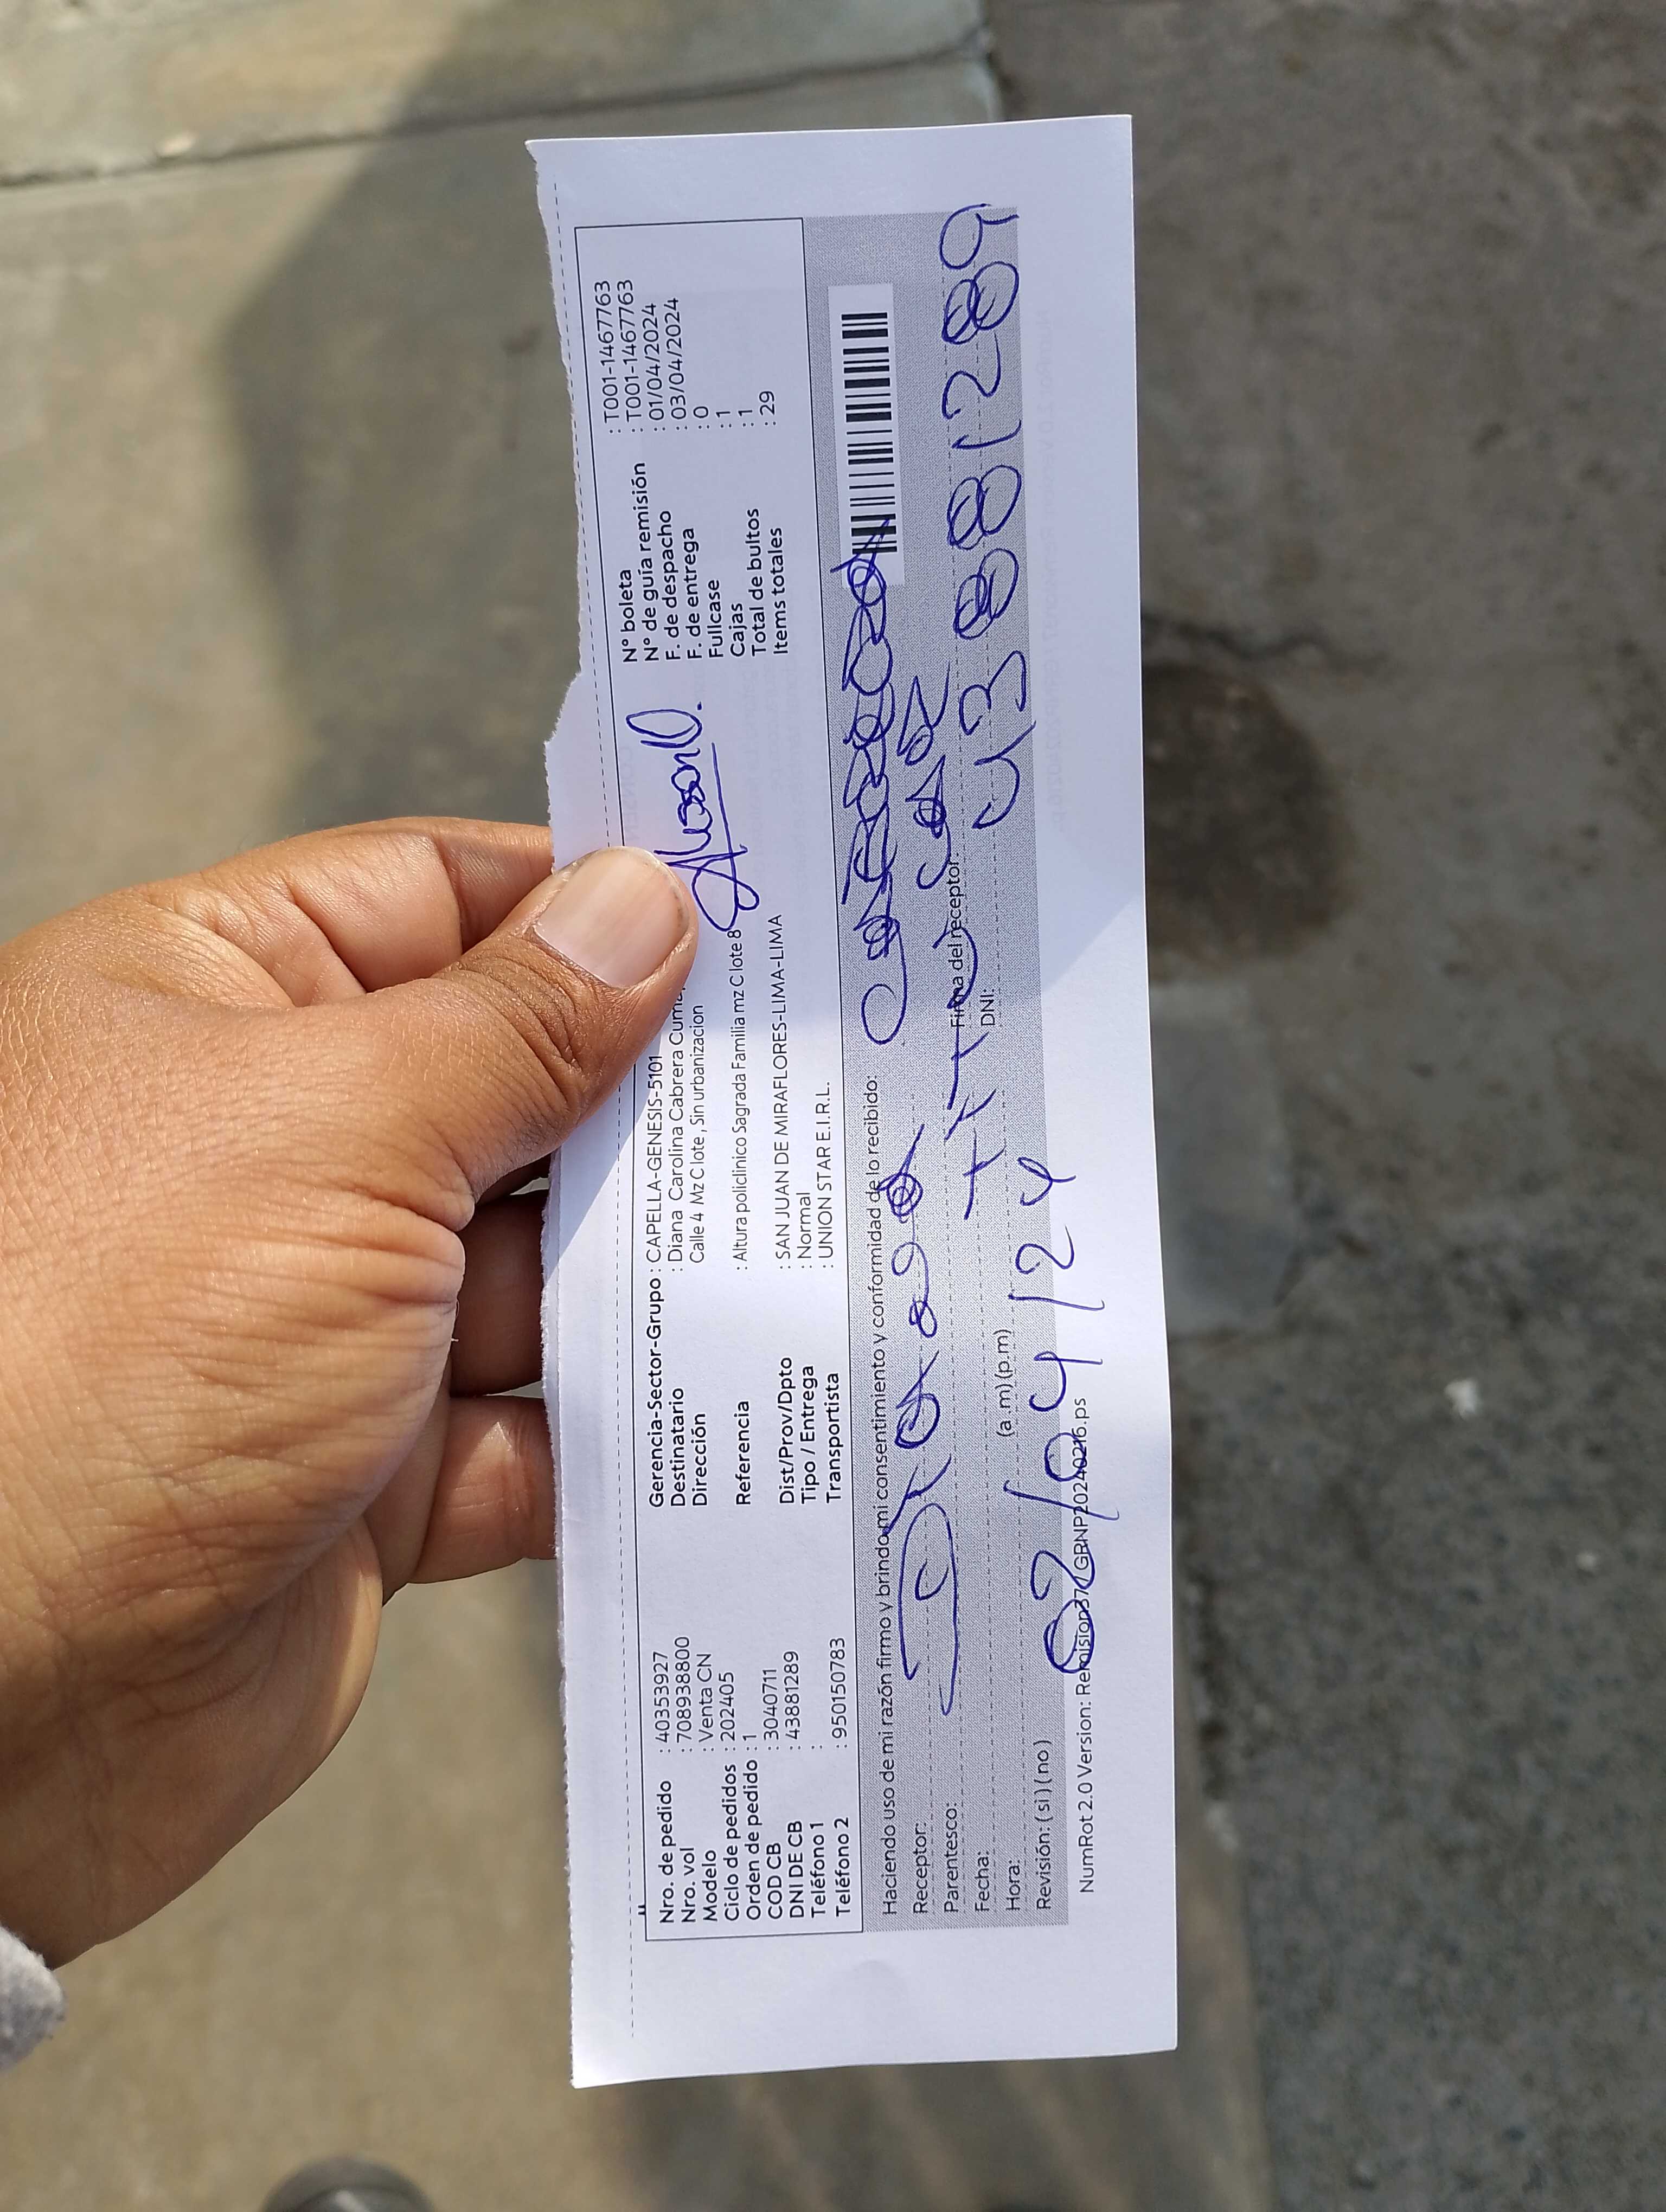 Nro. de pedido : 40353927
Nro. vol : 708938800
Modelo : Venta CN
Ciclo de pedidos : 202405
Orden de pedido : 1
COD CB : 3040711
DNI DE CB : 43881289
Teléfono 1 :
Teléfono 2 : 950150783
Gerencia-Sector-Grupo : CAPELLA-GENESIS-5101
Destinatario : Diana Carolina Cabrera
Dirección Calle 4 Mz C lote , Sin urbanizacion
Referencia : Altura policlinico Sagrada Familia mz C lote 8
Dist/Prov/Dpto : SAN JUAN DE MIRAFLORES-LIMA-LIMA
Tipo / Entrega : Normal
Transportista : UNION STAR E.I.R.L.
N° boleta : T001-1467763
N° de guía remisión : T001-1467763
F. de despacho : 01/04/2024
F. de entrega : 03/04/2024
Fullcase : 0
Cajas : 1
Total de bultos : 1
Items totales : 29
Haciendo uso de mi razón firmo y brindo mi consentimiento y conformidad de lo recibido:
Receptor: Diana Cabrera
Parentesco: TITULAR
Firma del receptor:
Fecha:
DNI: 43881289
Hora: (a.m) (p.m)
02/04/24
Revisión: ( sì ) ( no )
NumRot 2.0 Version: Remision371_GRNP20240216.ps